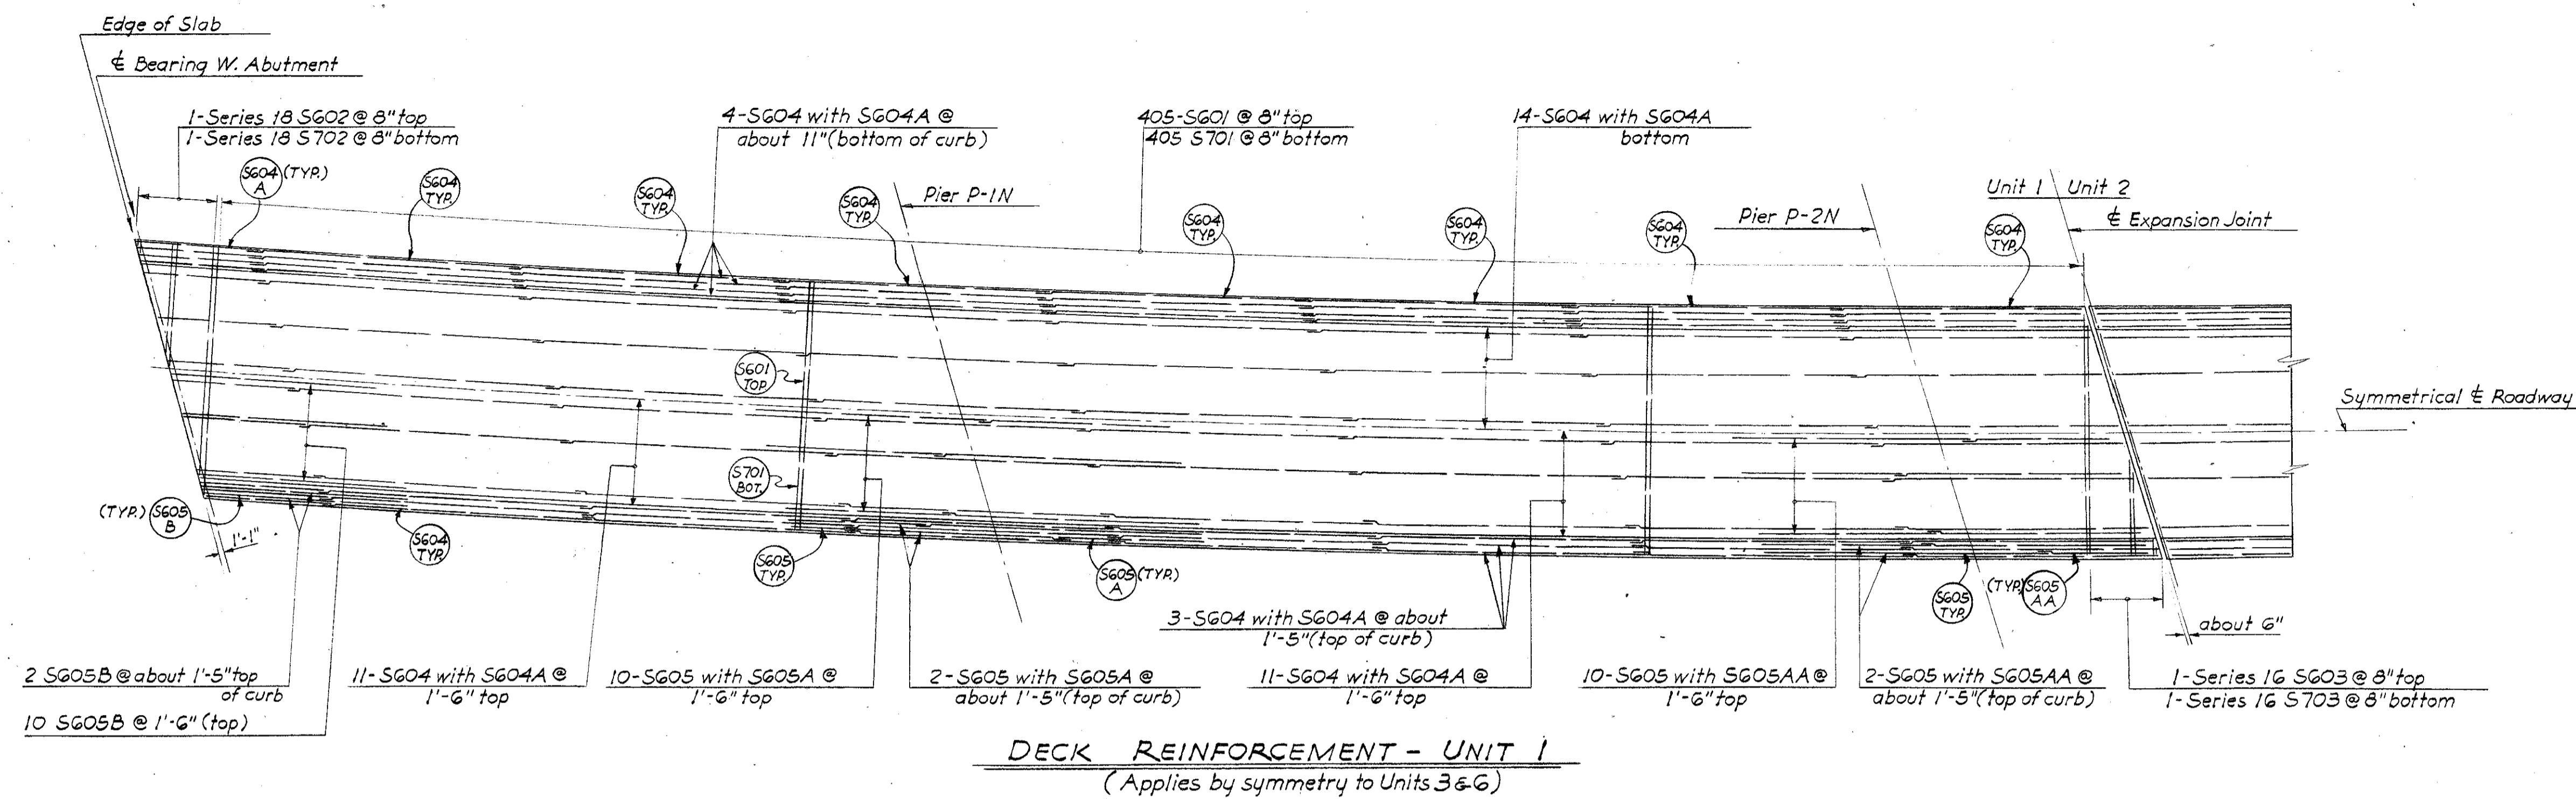 Edge of Slab
℄ Bearing W. Abutment
1-Series 18 S602 @ 8" top
1-Series 18 S702 @ 8" bottom
4-S604 with S604A @
about 11" (bottom of curb)
405-S601 @ 8" top
405 S701 @ 8" bottom
14-S604 with S604A
bottom
S604
A
(TYP.)
S604
TYP.
S604
TYP.
S604
TYP.
Pier P-1N
S604
TYP.
S604
TYP.
S604
TYP.
Pier P-2N
S604
TYP.
Unit 1
Unit 2
℄ Expansion Joint
S601
TOP
Symmetrical ℄ Roadway
S701
BOT.
(TYP.)
S605
B
1'-1"
S604
TYP.
S605
TYP.
S605
A
(TYP.)
S605
TYP.
(TYP.)
S605
AA
3-S604 with S604A @ about
1'-5" (top of curb)
about 6"
2 S605B @ about 1'-5" top
of curb
10 S605B @ 1'-6" (top)
11-S604 with S604A @
1'-6" top
10-S605 with S605A @
1'-6" top
2-S605 with S605A @
about 1'-5" (top of curb)
11-S604 with S604A @
1'-6" top
10-S605 with S605AA @
1'-6" top
2-S605 with S605AA @
about 1'-5" (top of curb)
1-Series 16 S603 @ 8" top
1-Series 16 S703 @ 8" bottom
DECK REINFORCEMENT - UNIT 1
(Applies by symmetry to Units 3 & 6)